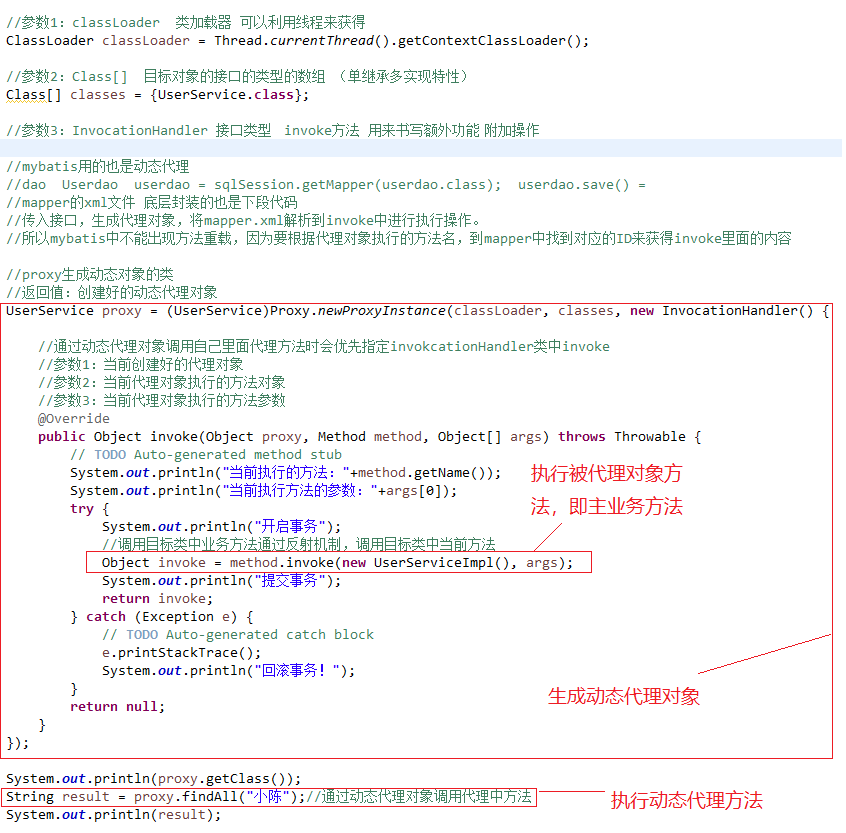 //参数1：classLoader  类加载器 可以利用线程来获得
ClassLoader classLoader = Thread.currentThread().getContextClassLoader();
//参数2：Class[]  目标对象的接口的类型的数组 （单继承多实现特性）
Class[] classes = {UserService.class};
//参数3：InvocationHandler 接口类型  invoke方法 用来书写额外功能 附加操作
//mybatis用的也是动态代理
//dao  Userdao  userdao = sqlSession.getMapper(userdao.class);  userdao.save() =
//mapper的xml文件 底层封装的也是下段代码
//传入接口，生成代理对象，将mapper.xml解析到invoke中进行执行操作。
//所以mybatis中不能出现方法重载，因为要根据代理对象执行的方法名，到mapper中找到对应的ID来获得invoke里面的内容
//proxy生成动态对象的类
//返回值：创建好的动态代理对象
UserService proxy = (UserService)Proxy.newProxyInstance(classLoader, classes, new InvocationHandler() {
//通过动态代理对象调用自己里面代理方法时会优先指定invokcationHandler类中invoke
//参数1：当前创建好的代理对象
//参数2：当前代理对象执行的方法对象
//参数3：当前代理对象执行的方法参数
@Override
public Object invoke(Object proxy, Method method, Object[] args) throws Throwable {
// TODO Auto-generated method stub
System.out.println("当前执行的方法："+method.getName());
System.out.println("当前执行方法的参数："+args[0]);
try {
System.out.println("开启事务");
//调用目标类中业务方法通过反射机制，调用目标类中当前方法
Object invoke = method.invoke(new UserServiceImpl(), args);
System.out.println("提交事务");
return invoke;
} catch (Exception e) {
// TODO Auto-generated catch block
e.printStackTrace();
System.out.println("回滚事务！");
}
return null;
}
});
执行被代理对象方
法，即主业务方法
生成动态代理对象
System.out.println(proxy.getClass());
String result = proxy.findAll("小陈");//通过动态代理对象调用代理中方法
执行动态代理方法
System.out.println(result);